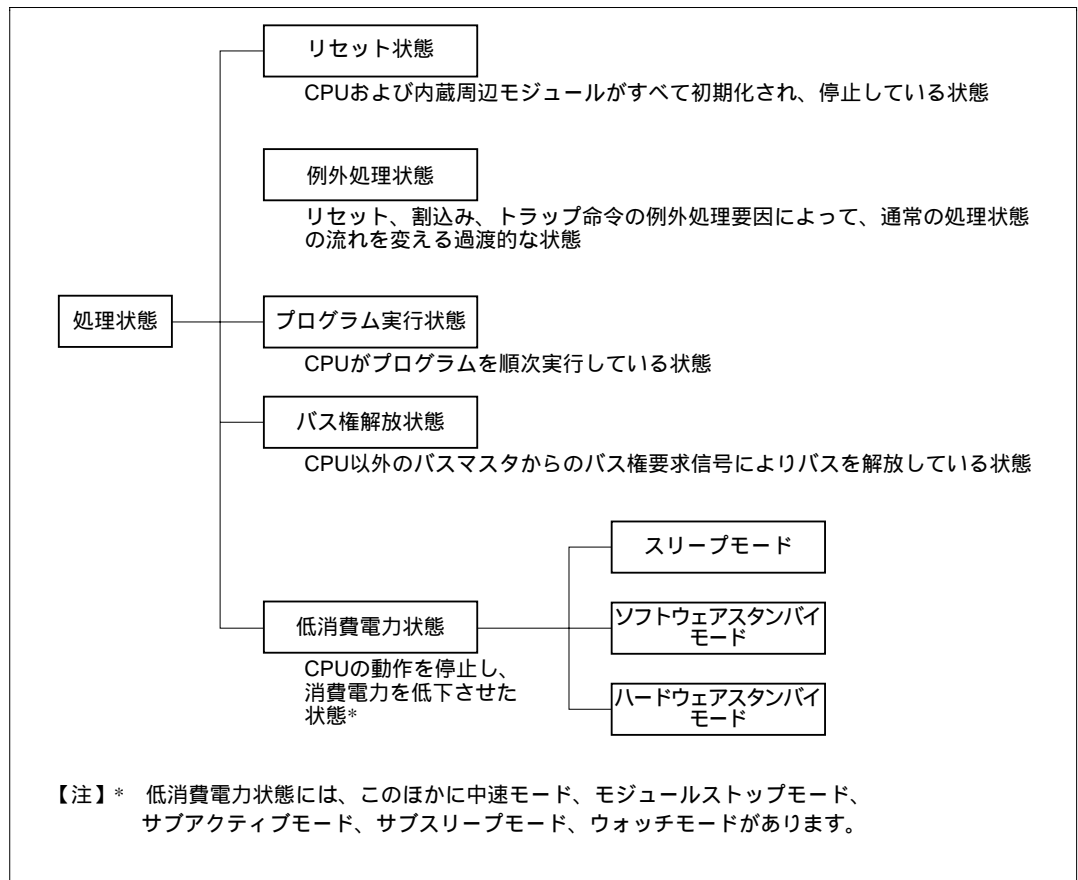 リセット状態
CPUおよび内蔵周辺モジュールがすべて初期化され、停止している状態
例外処理状態
リセット、割込み、トラップ命令の例外処理要因によって、通常の処理状態
の流れを変える過渡的な状態
処理状態
プログラム実行状態
CPUがプログラムを順次実行している状態
バス権解放状態
CPU以外のバスマスタからのバス権要求信号によりバスを解放している状態
スリープモード
低消費電力状態
ソフトウェアスタンバイ
モード
CPUの動作を停止し、
消費電力を低下させた
状態*
ハードウェアスタンバイ
モード
【注】* 低消費電力状態には、このほかに中速モード、モジュールストップモード、
サブアクティブモード、サブスリープモード、ウォッチモードがあります。